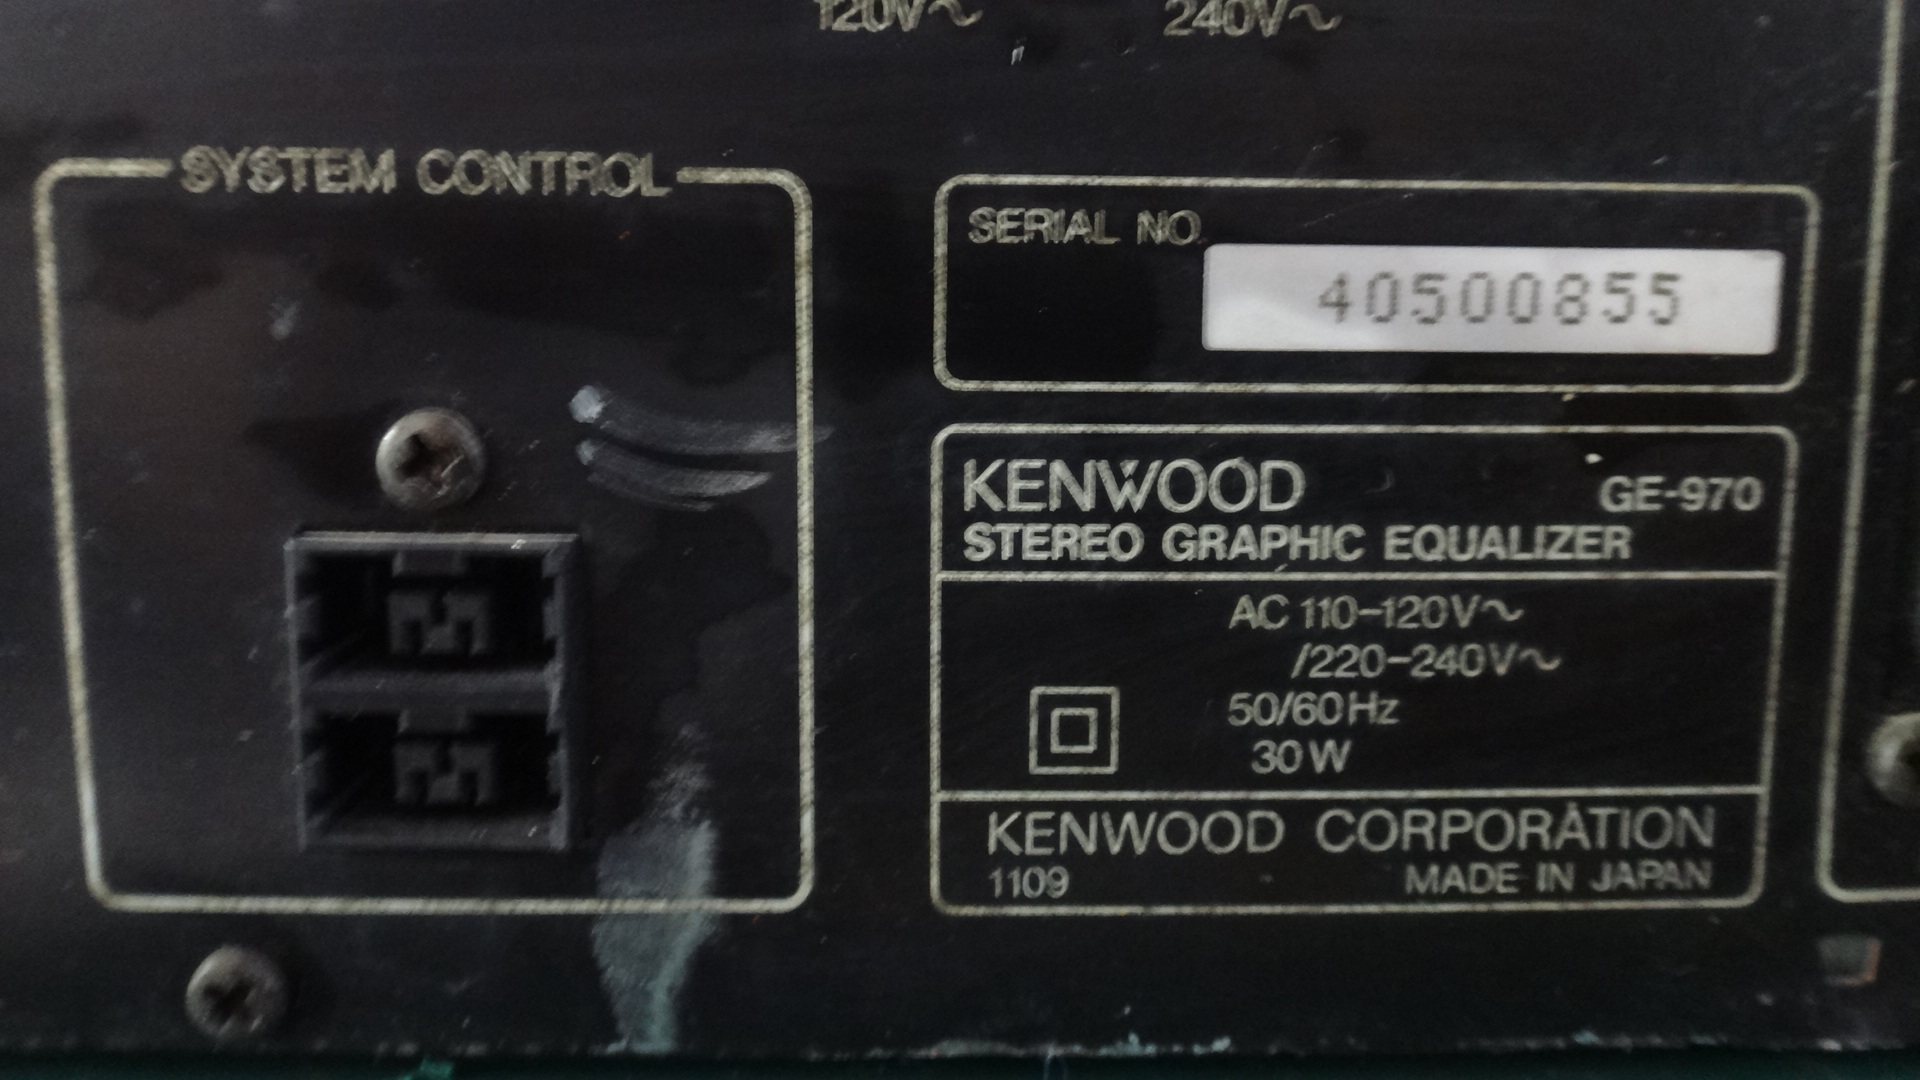 120V~ 240V~
SYSTEM CONTROL
SERIAL NO.
40500855
KENWOOD GE-970
STEREO GRAPHIC EQUALIZER
AC 110-120V~
/220-240V~
50/60Hz
30W
KENWOOD CORPORATION
1109 MADE IN JAPAN